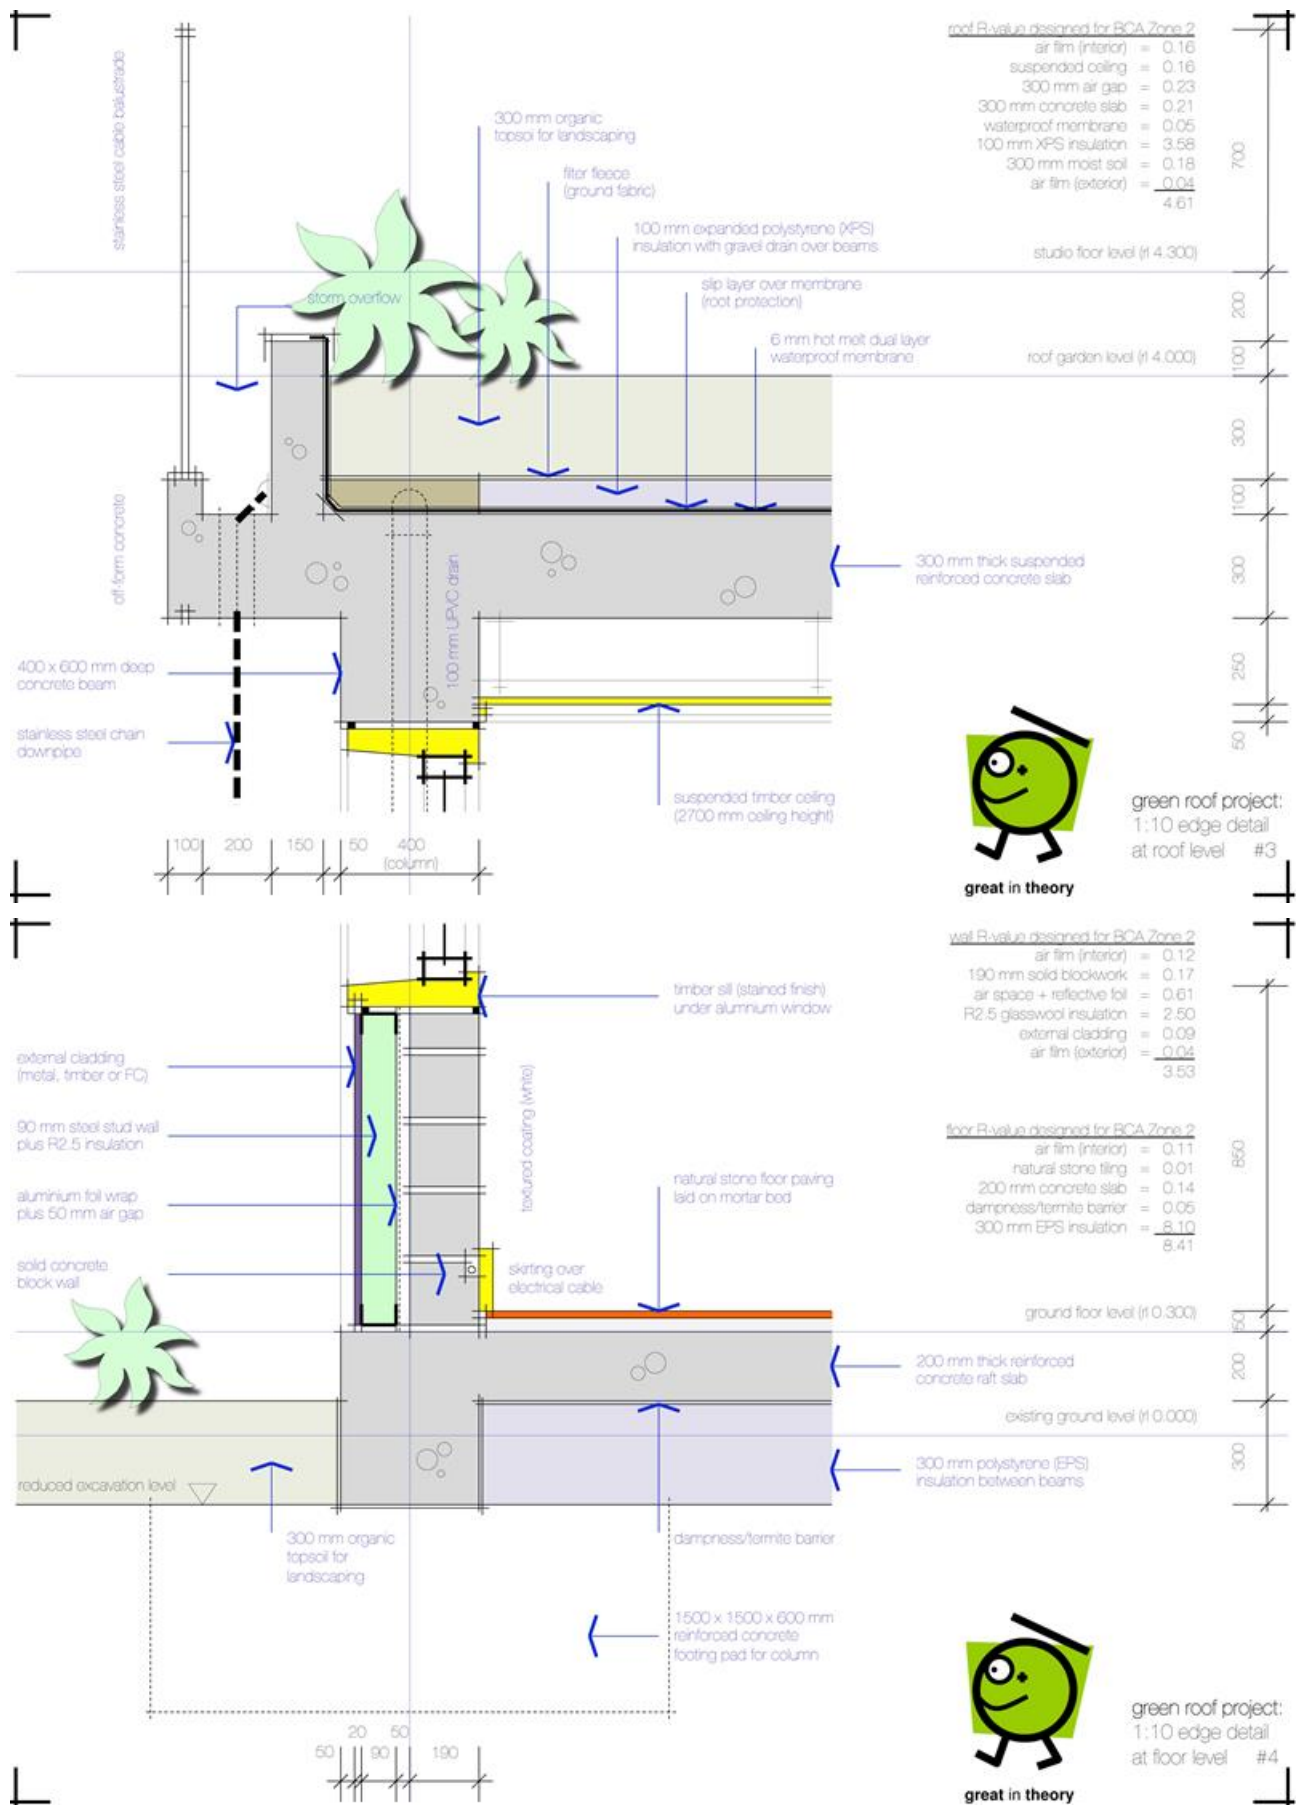 roof R-value designed for BCA Zone 2
air film (interior) = 0.16
suspended ceiling = 0.16
300 mm air gap = 0.23
300 mm concrete slab = 0.21
waterproof membrane = 0.05
100 mm XPS insulation = 3.58
300 mm moist soil = 0.18
air film (exterior) = 0.04
4.61
stainless steel cable balustrade
300 mm organic
topsoil for landscaping
filter fleece
(ground fabric)
100 mm expanded polystyrene (XPS)
insulation with gravel drain over beams
slip layer over membrane
(root protection)
6 mm hot melt dual layer
waterproof membrane
storm overflow
studio floor level (rl 4.300)
roof garden level (rl 4.000)
700
200
100
300
100
300
250
50
off-form concrete
100 mm UPVC drain
300 mm thick suspended
reinforced concrete slab
400 x 600 mm deep
concrete beam
stainless steel chain
downpipe
suspended timber ceiling
(2700 mm ceiling height)
100 200 150 50 400
(column)
great in theory
green roof project:
1:10 edge detail
at roof level #3
wall R-value designed for BCA Zone 2
air film (interior) = 0.12
190 mm solid blockwork = 0.17
air space + reflective foil = 0.61
R2.5 glasswool insulation = 2.50
external cladding = 0.09
air film (exterior) = 0.04
3.53
timber sill (stained finish)
under alumnium window
external cladding
(metal, timber or FC)
90 mm steel stud wall
plus R2.5 insulation
aluminium foil wrap
plus 50 mm air gap
solid concrete
block wall
textured coating (white)
natural stone floor paving
laid on mortar bed
skirting over
electrical cable
floor R-value designed for BCA Zone 2
air film (interior) = 0.11
natural stone tiling = 0.01
200 mm concrete slab = 0.14
dampness/termite barrier = 0.05
300 mm EPS insulation = 8.10
8.41
ground floor level (rl 0.300)
850
50
200
300
200 mm thick reinforced
concrete raft slab
existing ground level (rl 0.000)
300 mm polystyrene (EPS)
insulation between beams
reduced excavation level
300 mm organic
topsoil for
landscaping
dampness/termite barrier
1500 x 1500 x 600 mm
reinforced concrete
footing pad for column
20 50
50 90 190
great in theory
green roof project:
1:10 edge detail
at floor level #4